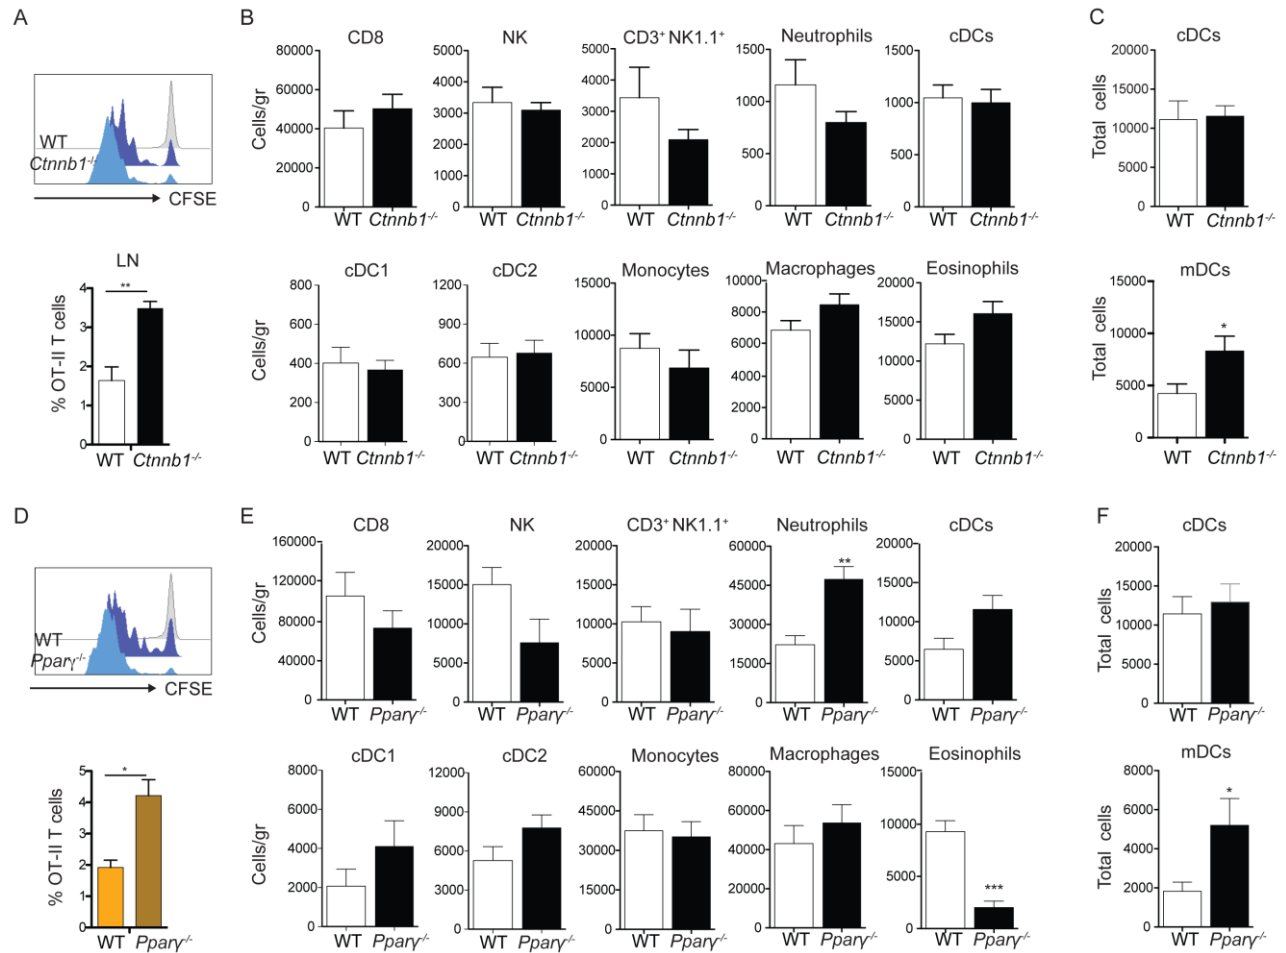 A
WT
Ctnnb1-/-
CFSE
LN
% OT-II T cells
4
3
2
1
0
**
WT Ctnnb1-/-
B
CD8
Cells/gr
80000
60000
40000
20000
0
WT Ctnnb1-/-
NK
5000
4000
3000
2000
1000
0
WT Ctnnb1-/-
CD3+ NK1.1+
5000
4000
3000
2000
1000
0
WT Ctnnb1-/-
Neutrophils
1500
1000
500
0
WT Ctnnb1-/-
cDCs
1500
1000
500
0
WT Ctnnb1-/-
cDC1
Cells/gr
800
600
400
200
0
WT Ctnnb1-/-
cDC2
1200
900
600
300
0
WT Ctnnb1-/-
Monocytes
15000
10000
5000
0
WT Ctnnb1-/-
Macrophages
10000
8000
6000
4000
2000
0
WT Ctnnb1-/-
Eosinophils
20000
15000
10000
5000
0
WT Ctnnb1-/-
C
cDCs
Total cells
20000
15000
10000
5000
0
WT Ctnnb1-/-
mDCs
Total cells
15000
10000
5000
0
*
WT Ctnnb1-/-
D
WT
Pparγ-/-
CFSE
% OT-II T cells
5
4
3
2
1
0
*
WT Pparγ-/-
E
CD8
Cells/gr
160000
120000
80000
40000
0
WT Pparγ-/-
NK
20000
15000
10000
5000
0
WT Pparγ-/-
CD3+ NK1.1+
20000
15000
10000
5000
0
WT Pparγ-/-
Neutrophils
60000
45000
30000
15000
0
**
WT Pparγ-/-
cDCs
20000
15000
10000
5000
0
WT Pparγ-/-
cDC1
Cells/gr
8000
6000
4000
2000
0
WT Pparγ-/-
cDC2
12000
9000
6000
3000
0
WT Pparγ-/-
Monocytes
60000
45000
30000
15000
0
WT Pparγ-/-
Macrophages
80000
60000
40000
20000
0
WT Pparγ-/-
Eosinophils
15000
10000
5000
0
***
WT Pparγ-/-
F
cDCs
Total cells
20000
15000
10000
5000
0
WT Pparγ-/-
mDCs
Total cells
8000
6000
4000
2000
0
*
WT Pparγ-/-